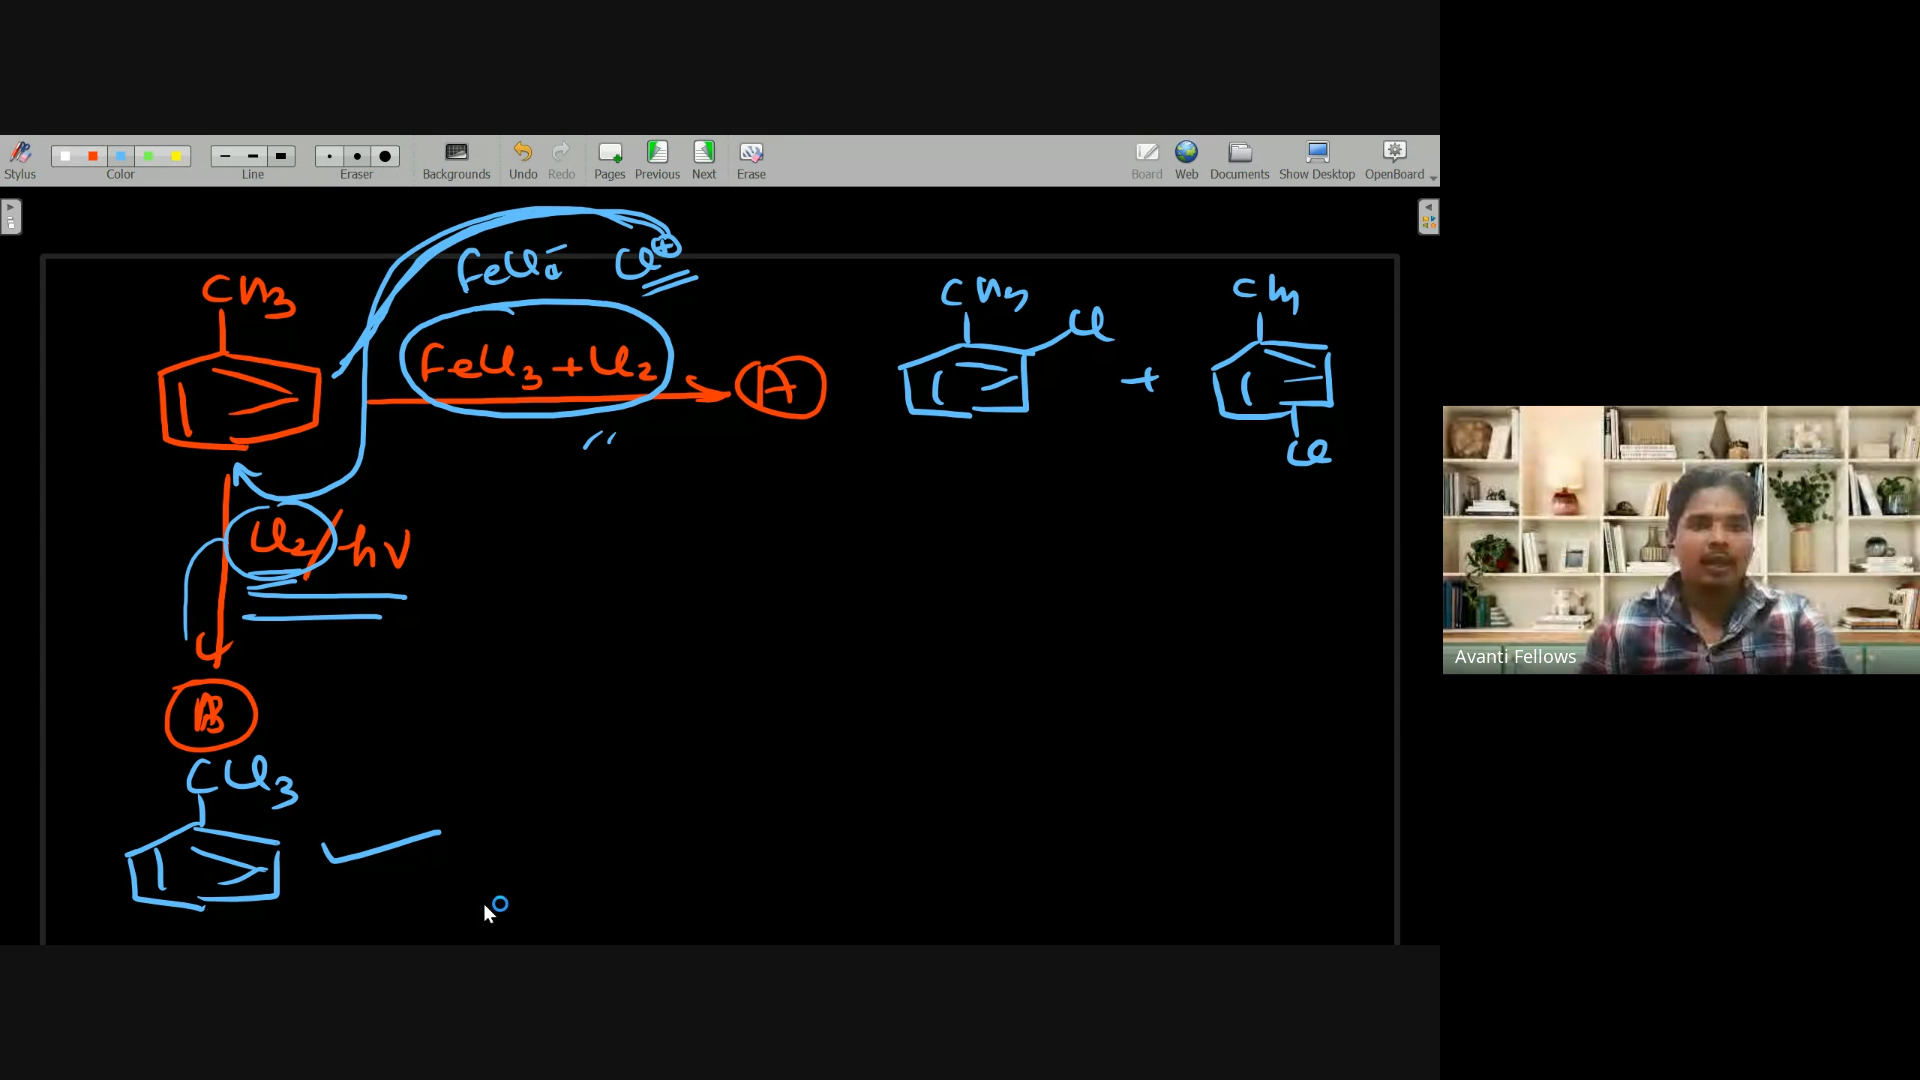 Stylus Color Line Eraser Backgrounds Undo Redo Pages Previous Next Erase Board Web Documents Show Desktop OpenBoard
FeCl4⁻ Cl⊕
CH3
FeCl3 + Cl2
A
CH3
Cl
+
CH3
Cl
Cl2/hν
B
CCl3
Avanti Fellows